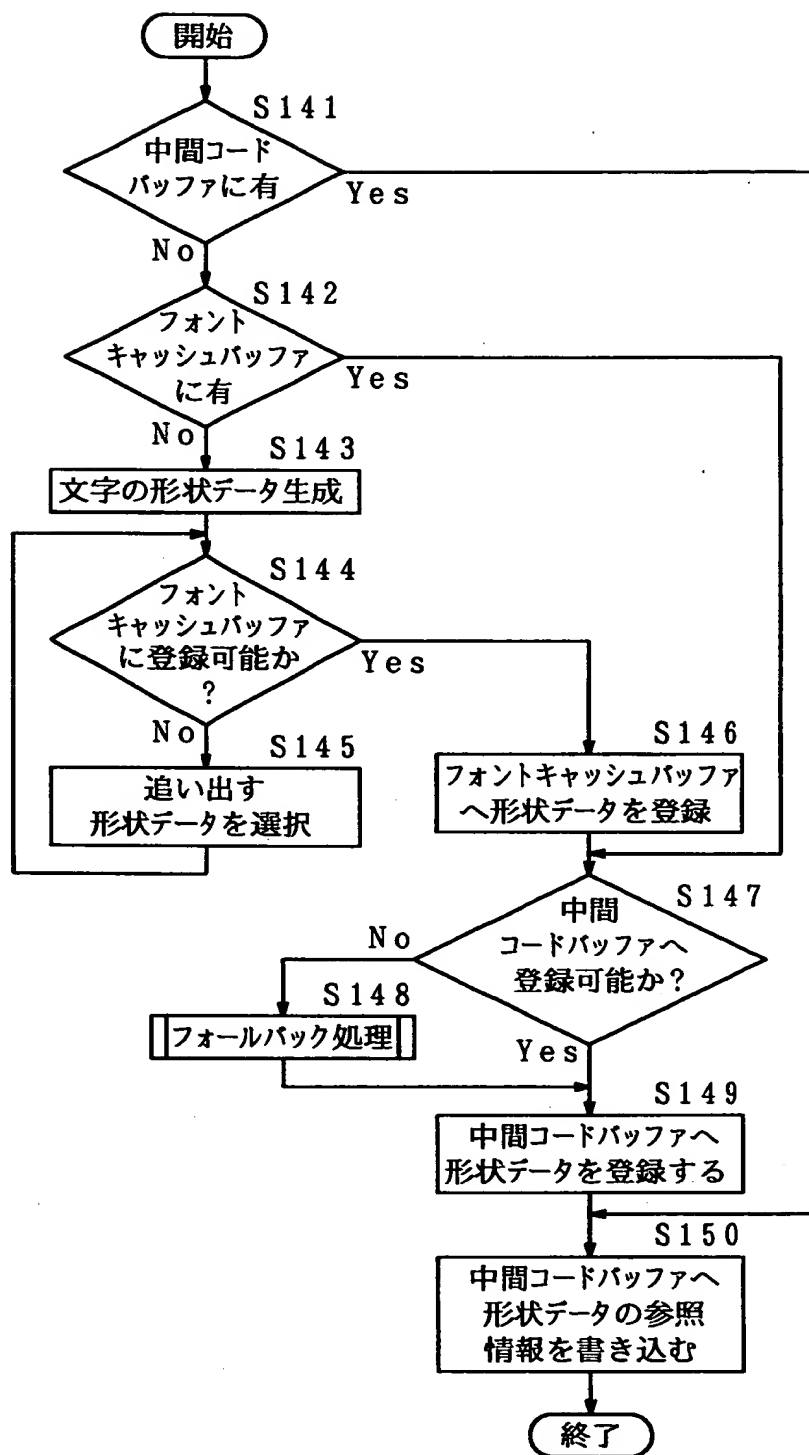 開始
S141
中間コード
バッファに有
Yes
No
S142
フォント
キャッシュバッファ
に有
Yes
No
S143
文字の形状データ生成
S144
フォント
キャッシュバッファ
に登録可能か
?
Yes
No
S145
追い出す
形状データを選択
S146
フォントキャッシュバッファ
へ形状データを登録
S147
中間
コードバッファへ
登録可能か?
No
S148
フォールバック処理
Yes
S149
中間コードバッファへ
形状データを登録する
S150
中間コードバッファへ
形状データの参照
情報を書き込む
終了